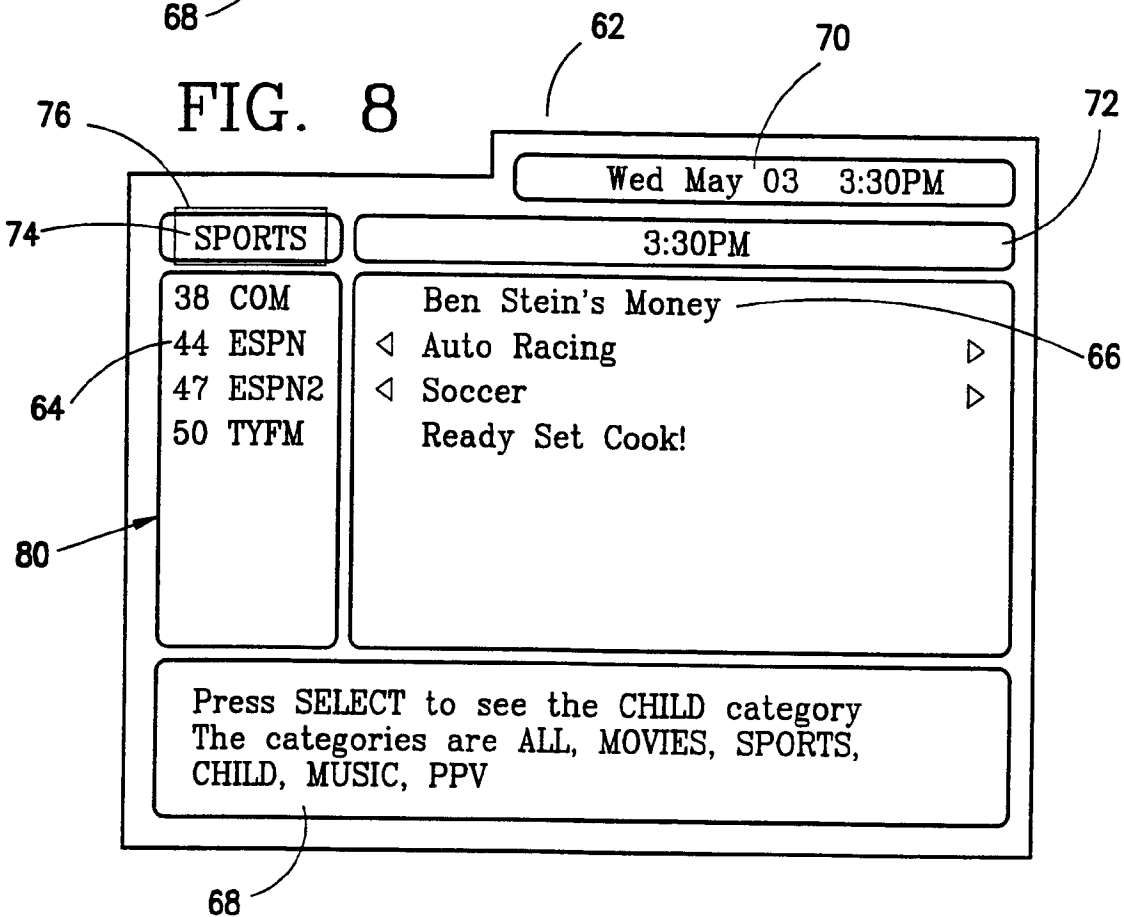 68
62
70
FIG. 8
76
72
Wed May 03 3:30PM
74
SPORTS
3:30PM
38 COM
Ben Stein's Money
44 ESPN
◁ Auto Racing ▷
66
64
47 ESPN2
◁ Soccer ▷
50 TYFM
Ready Set Cook!
80
Press SELECT to see the CHILD category
The categories are ALL, MOVIES, SPORTS,
CHILD, MUSIC, PPV
68